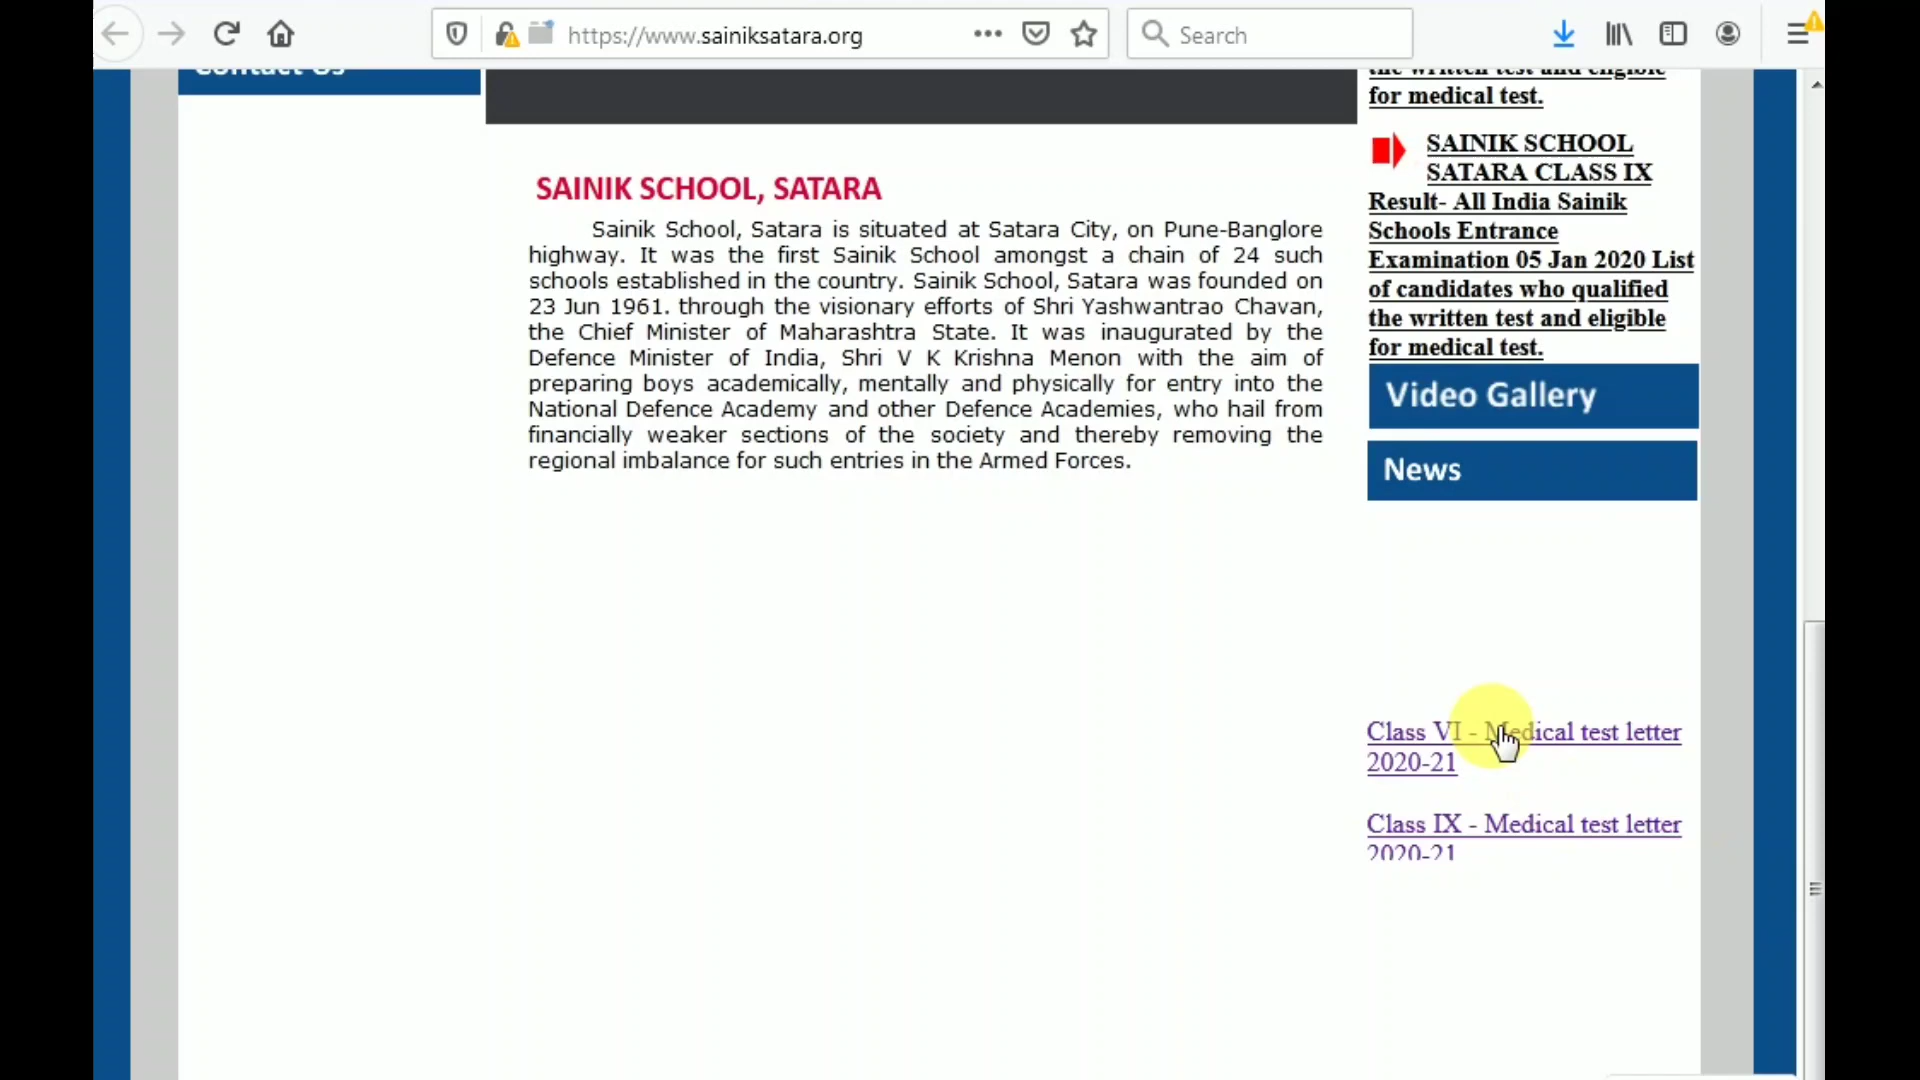 https://www.sainiksatara.org
Search
Contact Us
the written test and eligible
for medical test.
SAINIK SCHOOL
SATARA CLASS IX
Result- All India Sainik
Schools Entrance
Examination 05 Jan 2020 List
of candidates who qualified
the written test and eligible
for medical test.
SAINIK SCHOOL, SATARA
Sainik School, Satara is situated at Satara City, on Pune-Banglore
highway. It was the first Sainik School amongst a chain of 24 such
schools established in the country. Sainik School, Satara was founded on
23 Jun 1961. through the visionary efforts of Shri Yashwantrao Chavan,
the Chief Minister of Maharashtra State. It was inaugurated by the
Defence Minister of India, Shri V K Krishna Menon with the aim of
preparing boys academically, mentally and physically for entry into the
National Defence Academy and other Defence Academies, who hail from
financially weaker sections of the society and thereby removing the
regional imbalance for such entries in the Armed Forces.
Video Gallery
News
Class VI - Medical test letter
2020-21
Class IX - Medical test letter
2020-21